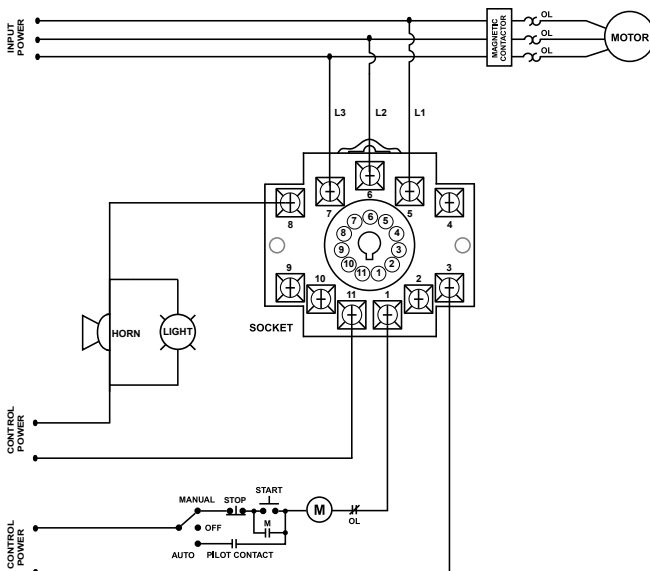 INPUT
POWER
MAGNETIC
CONTACTOR
OL
OL
OL
MOTOR
L3
L2
L1
8
7
6
5
4
6
7
5
8
4
9
3
10
2
11
1
9
10
11
1
2
3
SOCKET
HORN
LIGHT
CONTROL
POWER
MANUAL
STOP
START
M
M
OL
OFF
AUTO
PILOT CONTACT
CONTROL
POWER